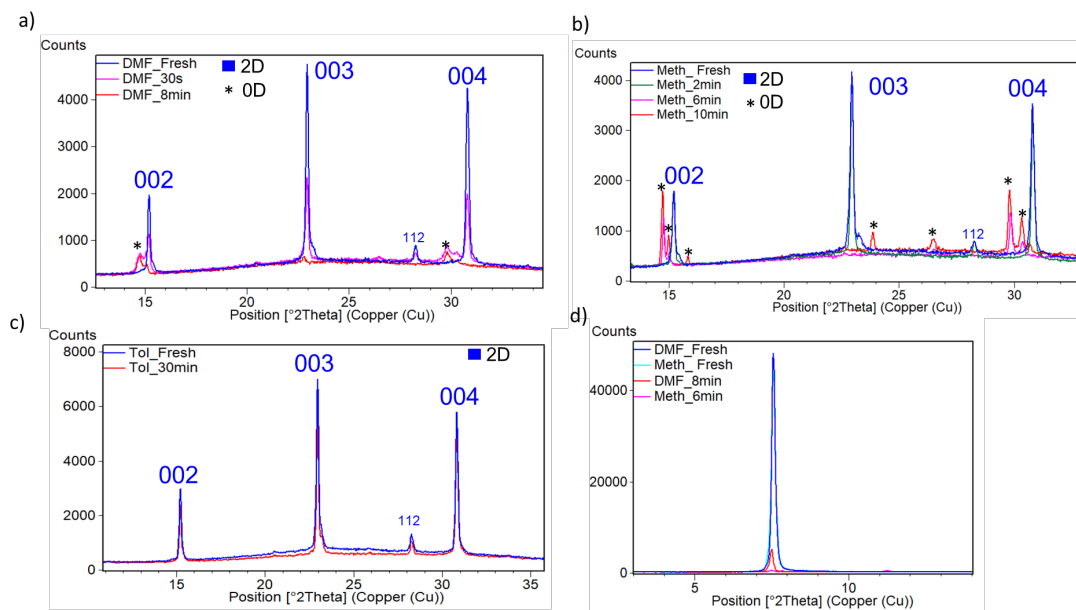 a)
Counts
DMF_Fresh
DMF_30s
DMF_8min
2D
* 0D
002
003
004
112
*
*
4000
3000
2000
1000
0
15
20
25
30
Position [°2Theta] (Copper (Cu))
b)
Counts
Meth_ Fresh
Meth_2min
Meth_6min
Meth_10min
2D
* 0D
002
003
004
112
*
*
*
*
*
*
*
4000
3000
2000
1000
0
15
20
25
30
Position [°2Theta] (Copper (Cu))
c)
Counts
Tol_Fresh
Tol_30min
2D
002
003
004
112
8000
6000
4000
2000
0
15
20
25
30
35
Position [°2Theta] (Copper (Cu))
d)
Counts
DMF_Fresh
Meth_ Fresh
DMF_8min
Meth_6min
40000
20000
0
5
10
Position [°2Theta] (Copper (Cu))